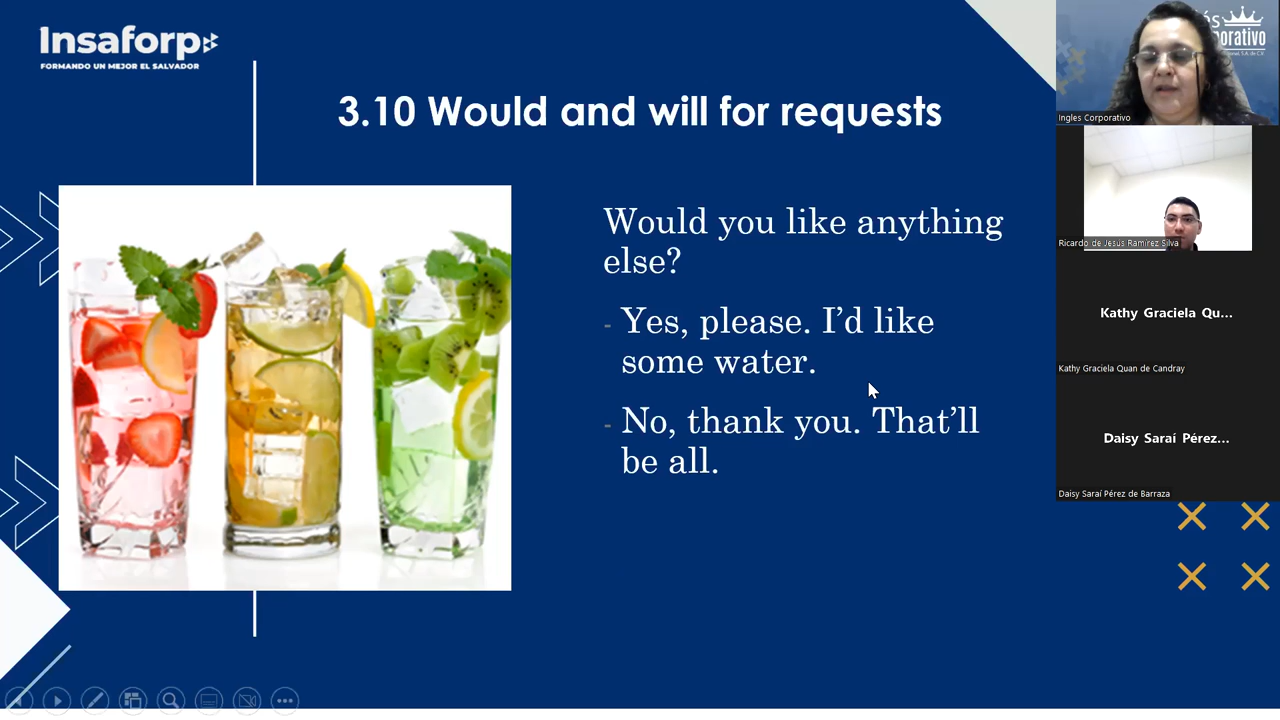 Insaforp
FORMANDO UN MEJOR EL SALVADOR
3.10 Would and will for requests
Would you like anything
else?
- Yes, please. I'd like
some water.
- No, thank you. That'll
be all.
Ingles Corporativo
Ricardo de Jesús Ramirez Silva
Kathy Graciela Qu...
Kathy Graciela Quan de Candray
Daisy Saraí Pérez...
Daisy Saraí Pérez de Barraza